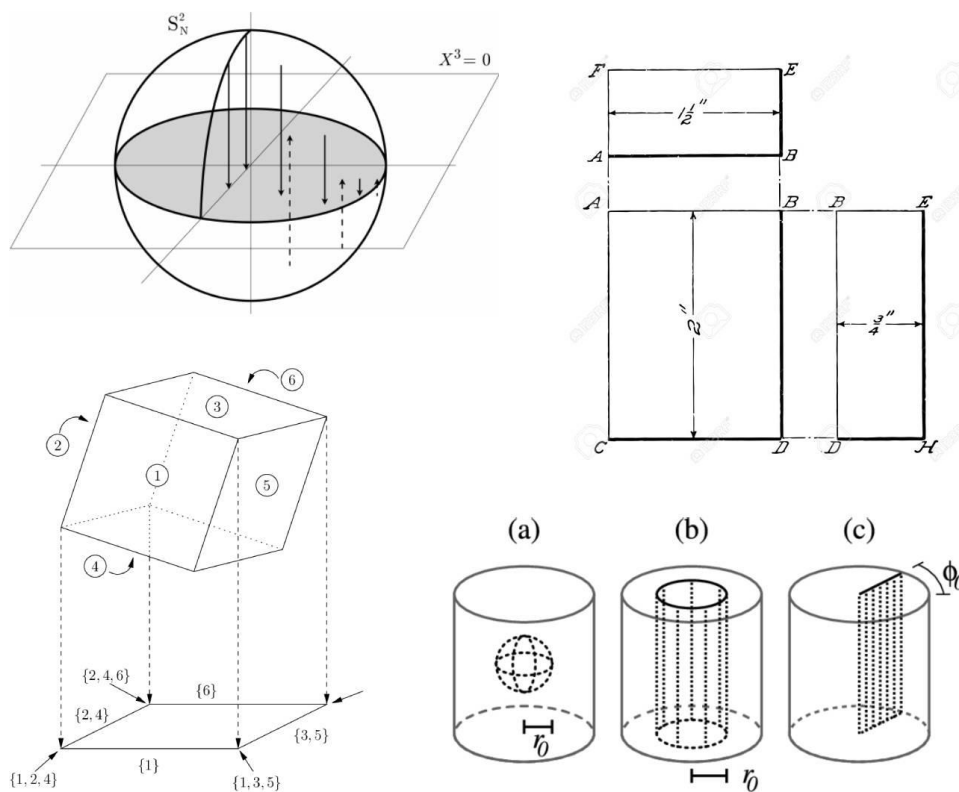 S²_N
X³ = 0
F E
1½"
A B
A B B E
2"
¾"
C D D H
6
3
2
1
5
4
{2, 4, 6}
{6}
{2, 4}
{3, 5}
{1, 2, 4}
{1}
{1, 3, 5}
(a) (b) (c)
ϕ₀
r₀
r₀